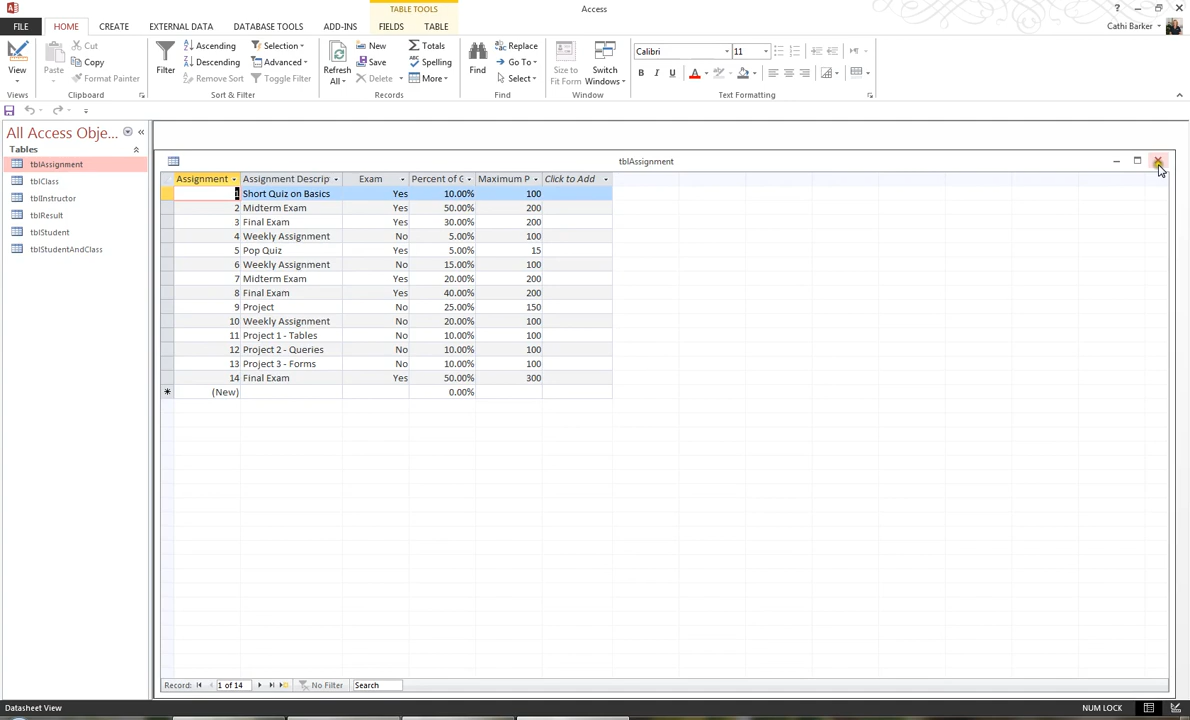 TABLE TOOLS
Access
FILE HOME CREATE EXTERNAL DATA DATABASE TOOLS ADD-INS FIELDS TABLE
Cathi Barker
View
Views
Paste
Cut
Copy
Format Painter
Clipboard
Filter
Ascending
Descending
Remove Sort
Selection
Advanced
Toggle Filter
Sort & Filter
Refresh All
New
Save
Delete
Totals
Spelling
More
Records
Find
Replace
Go To
Select
Find
Size to Fit Form
Switch Windows
Window
Calibri 11
B I U
Text Formatting
All Access Obje...
Tables
tblAssignment
tblClass
tblInstructor
tblResult
tblStudent
tblStudentAndClass
tblAssignment
Assignment Assignment Descrip Exam Percent of G Maximum P Click to Add
1 Short Quiz on Basics Yes 10.00% 100
2 Midterm Exam Yes 50.00% 200
3 Final Exam Yes 30.00% 200
4 Weekly Assignment No 5.00% 100
5 Pop Quiz Yes 5.00% 15
6 Weekly Assignment No 15.00% 100
7 Midterm Exam Yes 20.00% 200
8 Final Exam Yes 40.00% 200
9 Project No 25.00% 150
10 Weekly Assignment No 20.00% 100
11 Project 1 - Tables No 10.00% 100
12 Project 2 - Queries No 10.00% 100
13 Project 3 - Forms No 10.00% 100
14 Final Exam Yes 50.00% 300
(New) 0.00%
Record: 1 of 14 No Filter Search
Datasheet View
NUM LOCK